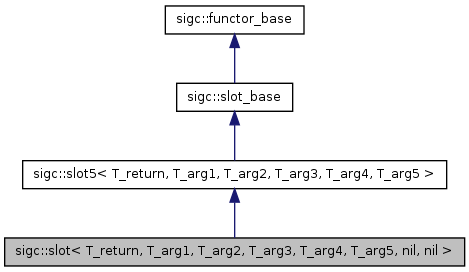 sigc::functor_base
sigc::slot_base
sigc::slot5< T_return, T_arg1, T_arg2, T_arg3, T_arg4, T_arg5 >
sigc::slot< T_return, T_arg1, T_arg2, T_arg3, T_arg4, T_arg5, nil, nil >